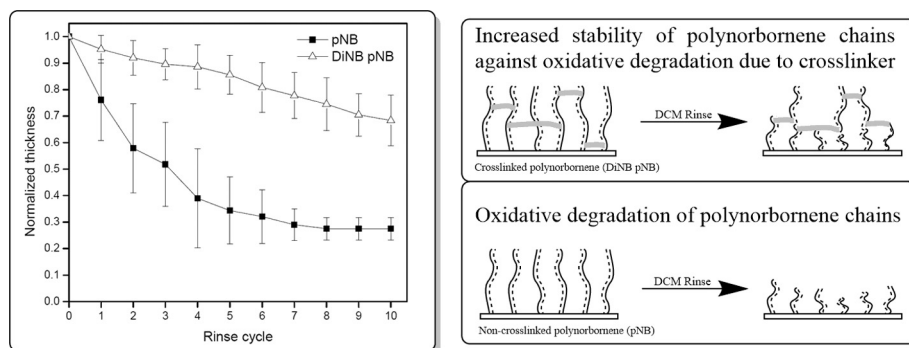 1.0
0.9
0.8
0.7
0.6
0.5
0.4
0.3
0.2
0.1
0.0
Normalized thickness
pNB
DiNB pNB
0 1 2 3 4 5 6 7 8 9 10
Rinse cycle
Increased stability of polynorbornene chains
against oxidative degradation due to crosslinker
DCM Rinse
Crosslinked polynorbornene (DiNB pNB)
Oxidative degradation of polynorbornene chains
DCM Rinse
Non-crosslinked polynorbornene (pNB)